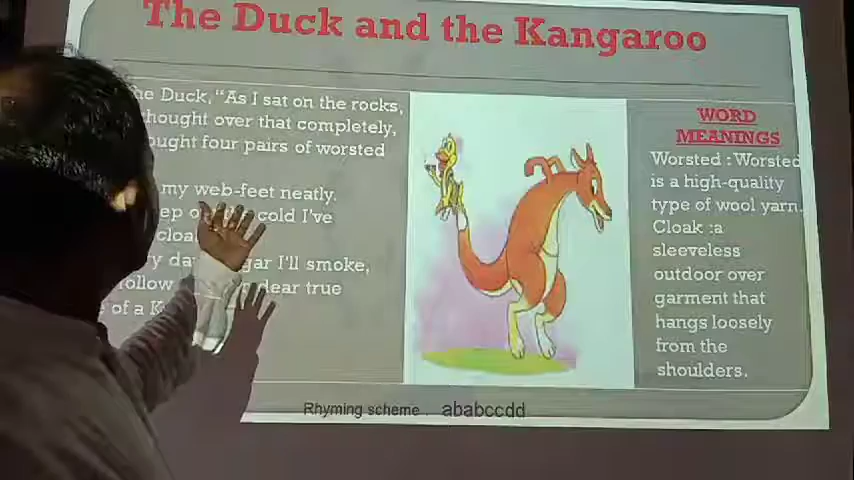 The Duck and the Kangaroo
he Duck, "As I sat on the rocks,
hought over that completely,
ought four pairs of worsted
my web-feet neatly.
cold I've
cloa
gar I'll smoke,
ollow dear true
of a K
WORD
MEANINGS
Worsted : Worsted
is a high-quality
type of wool yarn.
Cloak :a
sleeveless
outdoor over
garment that
hangs loosely
from the
shoulders.
Rhyming scheme . ababccdd